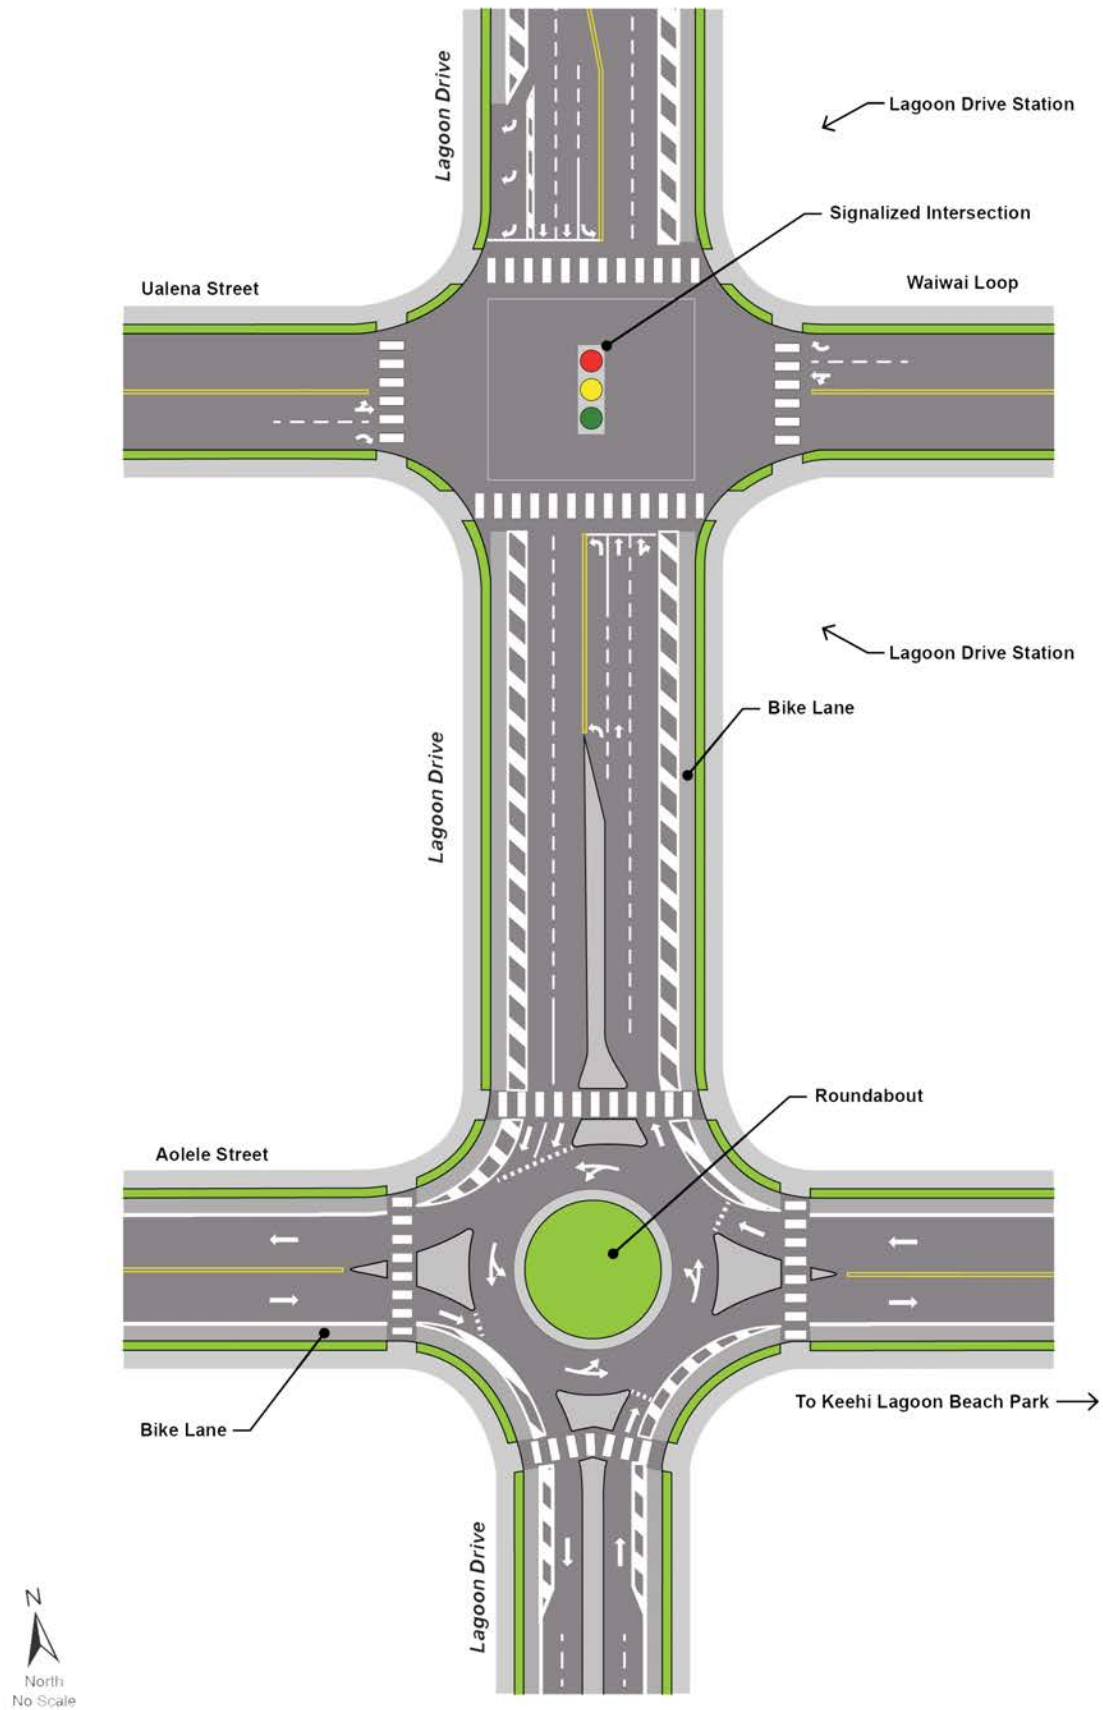 Lagoon Drive
Lagoon Drive Station
Signalized Intersection
Ualena Street
Waiwai Loop
Lagoon Drive Station
Bike Lane
Lagoon Drive
Roundabout
Aolele Street
To Keehi Lagoon Beach Park
Bike Lane
Lagoon Drive
N
North
No Scale